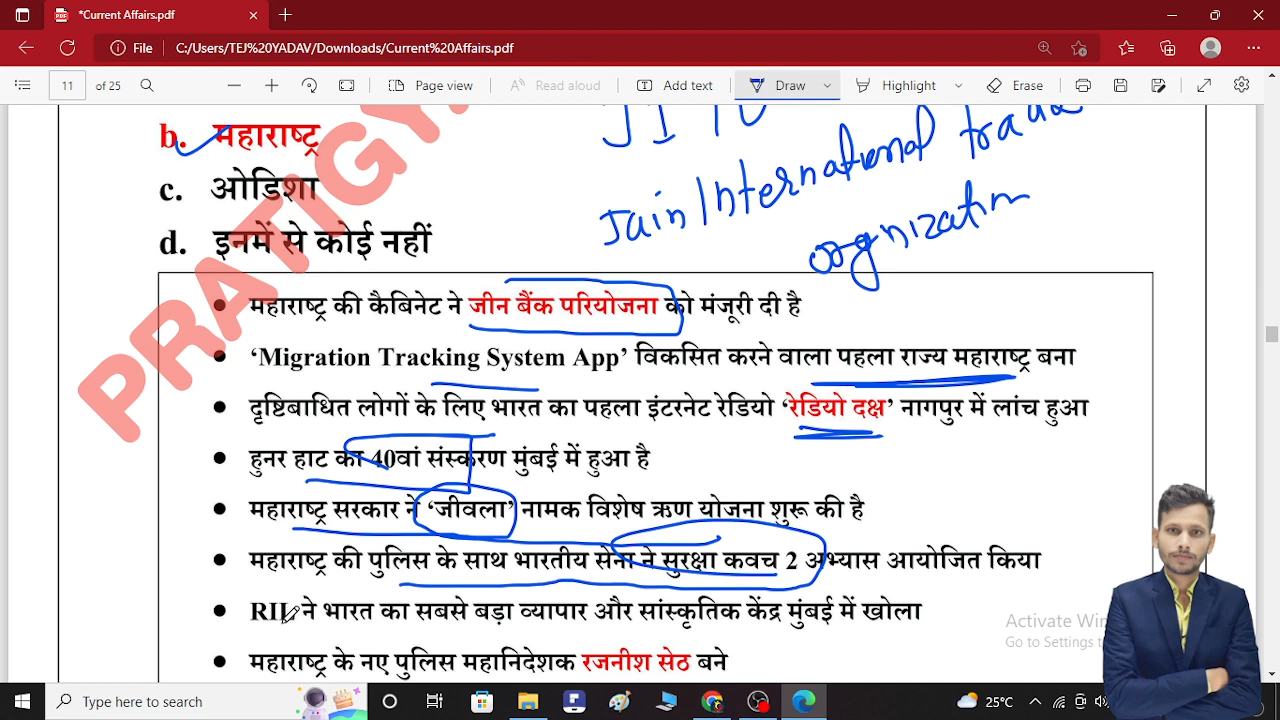 *Current Affairs.pdf
File C:/Users/TEJ%20YADAV/Downloads/Current%20Affairs.pdf
11 of 25 Page view Read aloud Add text Draw Highlight Erase
b. महाराष्ट्र
c. ओडिशा
d. इनमें से कोई नहीं
Jain International trade
orgnization
PRATIGY
• महाराष्ट्र की कैबिनेट ने जीन बैंक परियोजना को मंजूरी दी है
• ‘Migration Tracking System App’ विकसित करने वाला पहला राज्य महाराष्ट्र बना
• दृष्टिबाधित लोगों के लिए भारत का पहला इंटरनेट रेडियो ‘रेडियो दक्ष’ नागपुर में लांच हुआ
• हुनर हाट का 40वां संस्करण मुंबई में हुआ है
• महाराष्ट्र सरकार ने ‘जीवला’ नामक विशेष ऋण योजना शुरू की है
• महाराष्ट्र की पुलिस के साथ भारतीय सेना ने सुरक्षा कवच 2 अभ्यास आयोजित किया
• RIL ने भारत का सबसे बड़ा व्यापार और सांस्कृतिक केंद्र मुंबई में खोला
• महाराष्ट्र के नए पुलिस महानिदेशक रजनीश सेठ बने
Activate Win
Go to Settings t
Type here to search
25°C